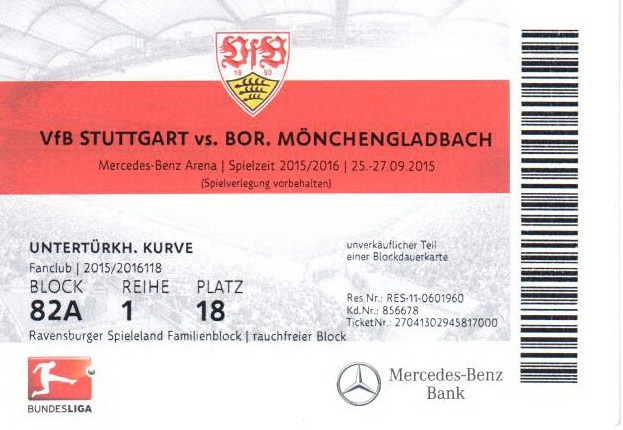 VfB
18 93
VfB STUTTGART vs. BOR. MÖNCHENGLADBACH
Mercedes-Benz Arena | Spielzeit 2015/2016 | 25.-27.09.2015
(Spielverlegung vorbehalten)
UNTERTÜRKH. KURVE
Fanclub | 2015/2016118
BLOCK REIHE PLATZ
82A 1 18
Ravensburger Spieleland Familienblock | rauchfreier Block
unverkäuflicher Teil
einer Blockdauerkarte
Res.Nr.: RES-11-0601960
Kd.Nr.: 856678
TicketNr.: 27041302945817000
BUNDESLIGA
Mercedes-Benz
Bank